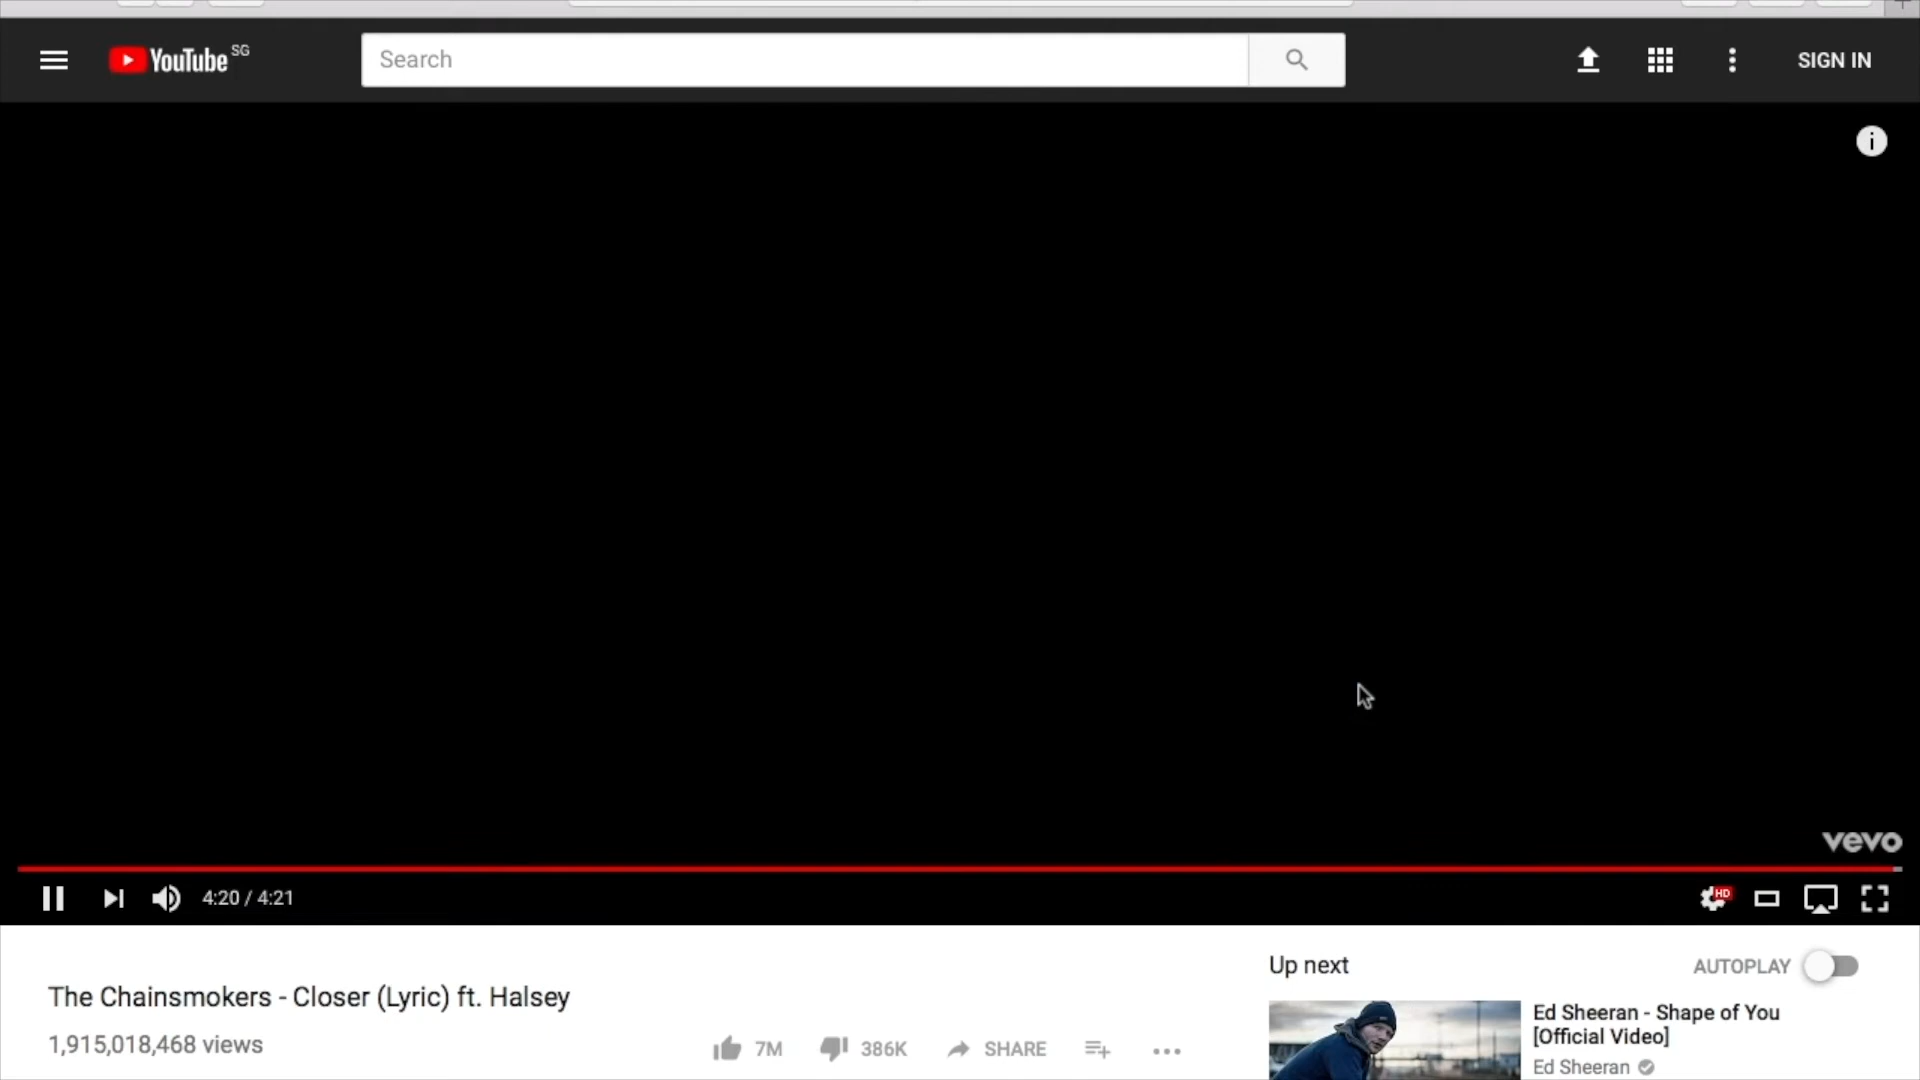 YouTube SG
Search
SIGN IN
vevo
4:20 / 4:21
HD
Up next
AUTOPLAY
The Chainsmokers - Closer (Lyric) ft. Halsey
1,915,018,468 views
7M
386K
SHARE
Ed Sheeran - Shape of You
[Official Video]
Ed Sheeran